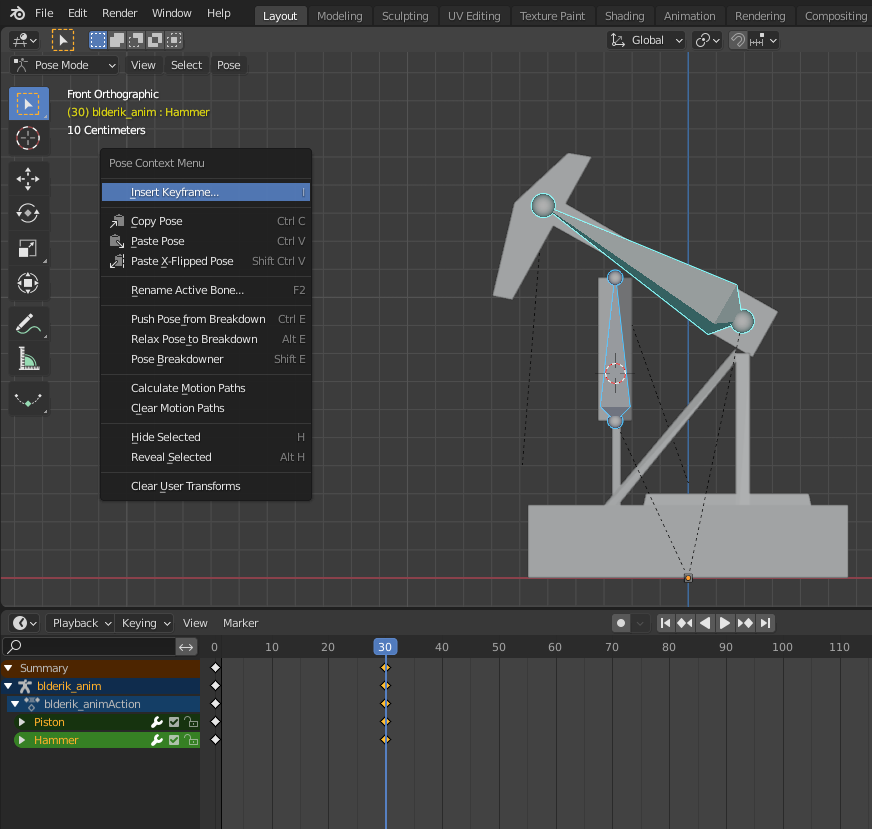 File Edit Render Window Help Layout Modeling Sculpting UV Editing Texture Paint Shading Animation Rendering Compositing
Global
Pose Mode View Select Pose
Front Orthographic
(30) blderik_anim : Hammer
10 Centimeters
Pose Context Menu
Insert Keyframe... I
Copy Pose Ctrl C
Paste Pose Ctrl V
Paste X-Flipped Pose Shift Ctrl V
Rename Active Bone... F2
Push Pose from Breakdown Ctrl E
Relax Pose to Breakdown Alt E
Pose Breakdowner Shift E
Calculate Motion Paths
Clear Motion Paths
Hide Selected H
Reveal Selected Alt H
Clear User Transforms
Playback Keying View Marker
0 10 20 30 40 50 60 70 80 90 100 110
Summary
blderik_anim
blderik_animAction
Piston
Hammer